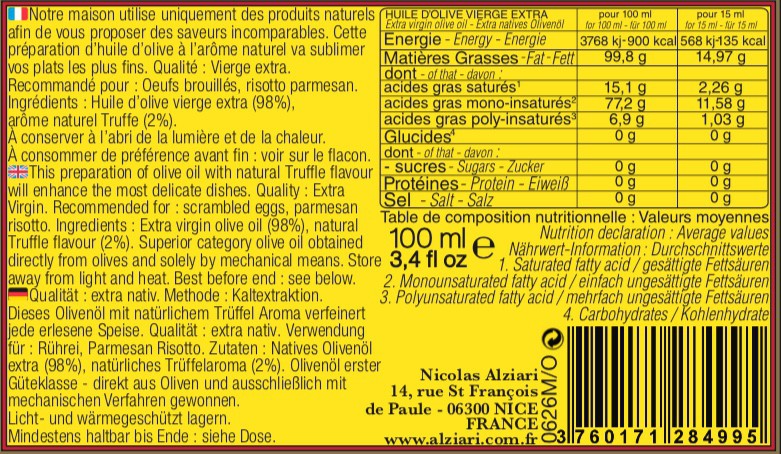 Notre maison utilise uniquement des produits naturels
afin de vous proposer des saveurs incomparables. Cette
préparation d'huile d'olive à l'arôme naturel va sublimer
vos plats les plus fins. Qualité : Vierge extra.
Recommandé pour : Oeufs brouillés, risotto parmesan.
Ingrédients : Huile d'olive vierge extra (98%),
arôme naturel Truffe (2%).
À conserver à l'abri de la lumière et de la chaleur.
À consommer de préférence avant fin : voir sur le flacon.
This preparation of olive oil with natural Truffle flavour
will enhance the most delicate dishes. Quality : Extra
Virgin. Recommended for : scrambled eggs, parmesan
risotto. Ingredients : Extra virgin olive oil (98%), natural
Truffle flavour (2%). Superior category olive oil obtained
directly from olives and solely by mechanical means. Store
away from light and heat. Best before end : see below.
Qualität : extra nativ. Methode : Kaltextraktion.
Dieses Olivenöl mit natürlichem Trüffel Aroma verfeinert
jede erlesene Speise. Qualität : extra nativ. Verwendung
für : Rührei, Parmesan Risotto. Zutaten : Natives Olivenöl
extra (98%), natürliches Trüffelaroma (2%). Olivenöl erster
Güteklasse - direkt aus Oliven und ausschließlich mit
mechanischen Verfahren gewonnen.
Licht- und wärmegeschützt lagern.
Mindestens haltbar bis Ende : siehe Dose.
HUILE D'OLIVE VIERGE EXTRA pour 100 ml pour 15 ml
Extra virgin olive oil - Extra natives Olivenöl for 100 ml - für 100 ml for 15 ml - für 15 ml
Energie - Energy - Energie 3768 kj-900 kcal 568 kj-135 kcal
Matières Grasses - Fat - Fett 99,8 g 14,97 g
dont - of that - davon :
acides gras saturés¹ 15,1 g 2,26 g
acides gras mono-insaturés² 77,2 g 11,58 g
acides gras poly-insaturés³ 6,9 g 1,03 g
Glucides⁴ 0 g 0 g
dont - of that - davon :
- sucres - Sugars - Zucker 0 g 0 g
Protéines - Protein - Eiweiß 0 g 0 g
Sel - Salt - Salz 0 g 0 g
Table de composition nutritionnelle : Valeurs moyennes
Nutrition declaration : Average values
Nährwert-Information : Durchschnittswerte
1. Saturated fatty acid / gesättigte Fettsäuren
2. Monounsaturated fatty acid / einfach ungesättigte Fettsäuren
3. Polyunsaturated fatty acid / mehrfach ungesättigte Fettsäuren
4. Carbohydrates / Kohlenhydrate
100 ml e
3,4 fl oz
Nicolas Alziari
14, rue St François
de Paule - 06300 NICE
FRANCE
www.alziari.com.fr
0626M/O
3 760171 284995